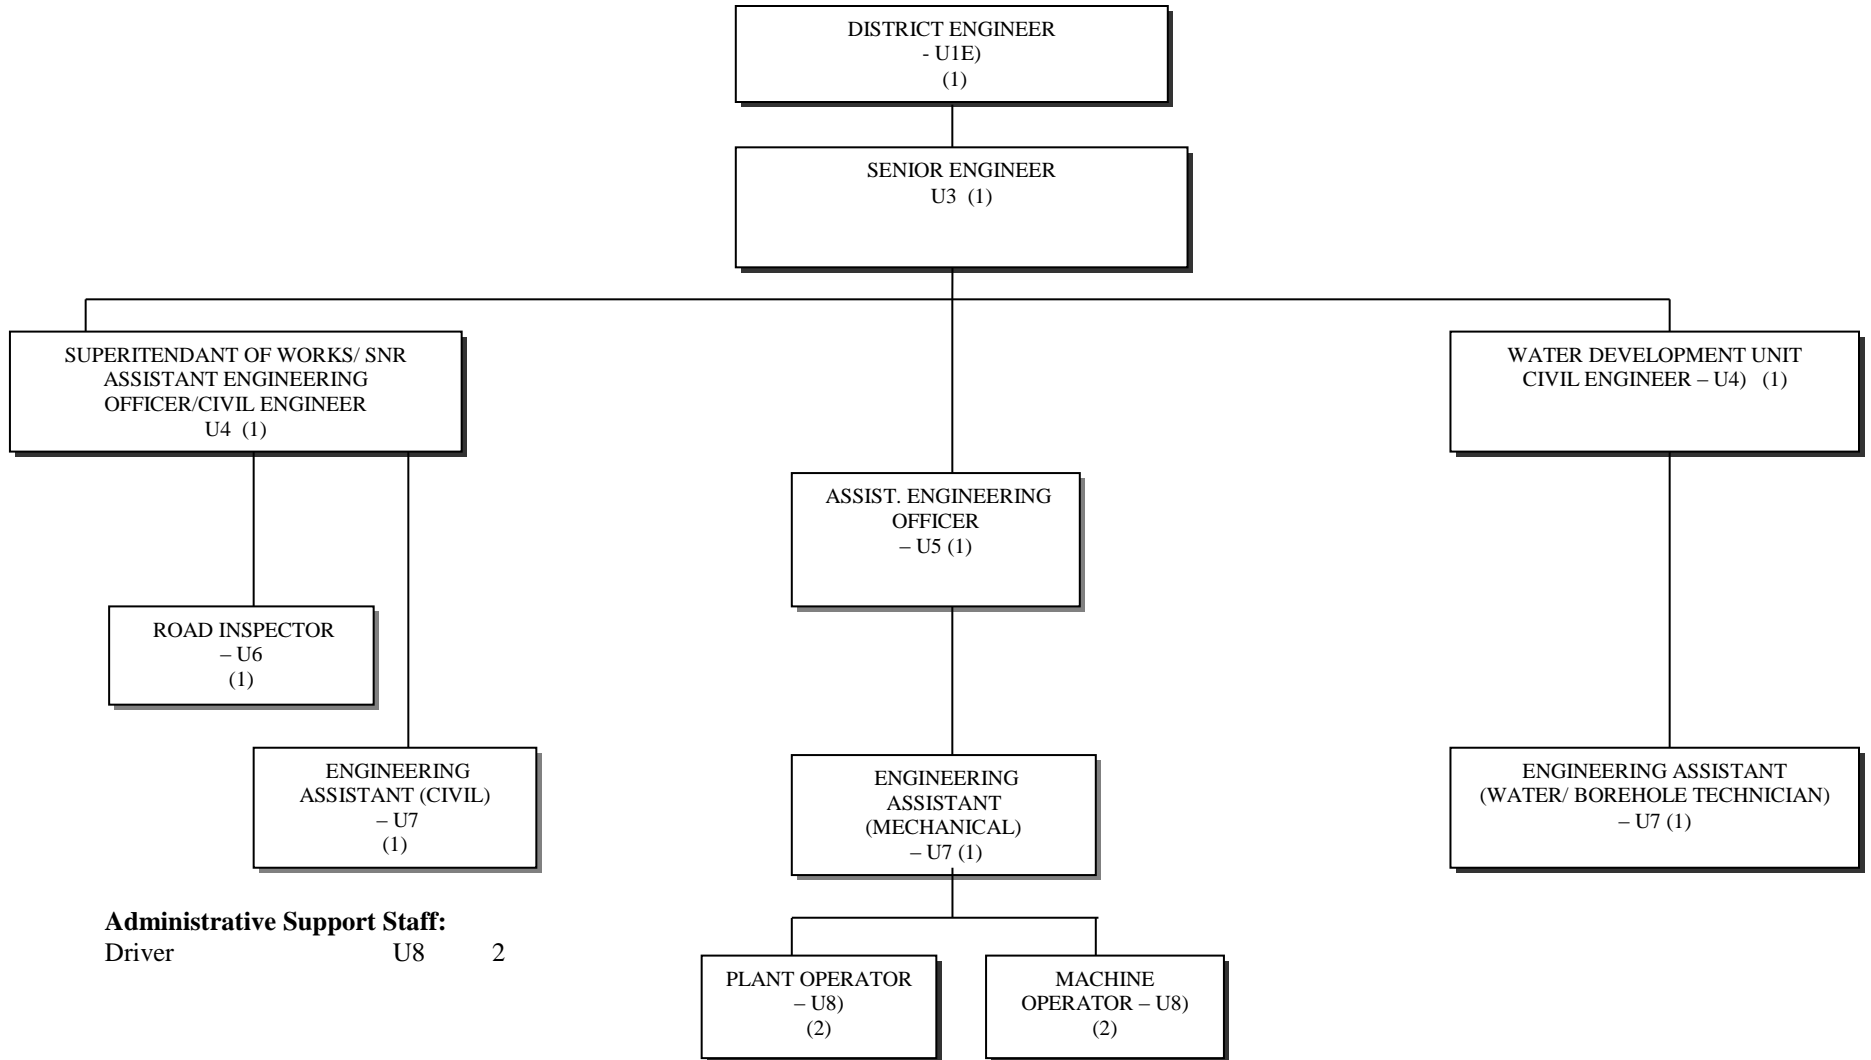 DISTRICT ENGINEER
- U1E)
(1)
SENIOR ENGINEER
U3 (1)
SUPERITENDANT OF WORKS/ SNR
ASSISTANT ENGINEERING
OFFICER/CIVIL ENGINEER
U4 (1)
WATER DEVELOPMENT UNIT
CIVIL ENGINEER – U4) (1)
ASSIST. ENGINEERING
OFFICER
– U5 (1)
ROAD INSPECTOR
– U6
(1)
ENGINEERING
ASSISTANT (CIVIL)
– U7
(1)
ENGINEERING
ASSISTANT
(MECHANICAL)
– U7 (1)
ENGINEERING ASSISTANT
(WATER/ BOREHOLE TECHNICIAN)
– U7 (1)
Administrative Support Staff:
Driver U8 2
PLANT OPERATOR
– U8)
(2)
MACHINE
OPERATOR – U8)
(2)